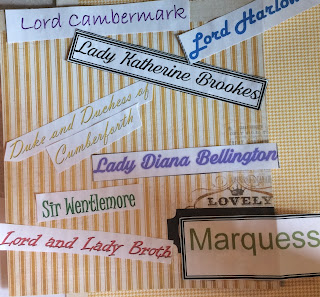 Lord Cambermark
Lord Harlow
Lady Katherine Brookes
Duke and Duchess of
Cumberforth
Lady Diana Bellington
Sir Wentlemore
LOVELY
Lord and Lady Broth
Marquess